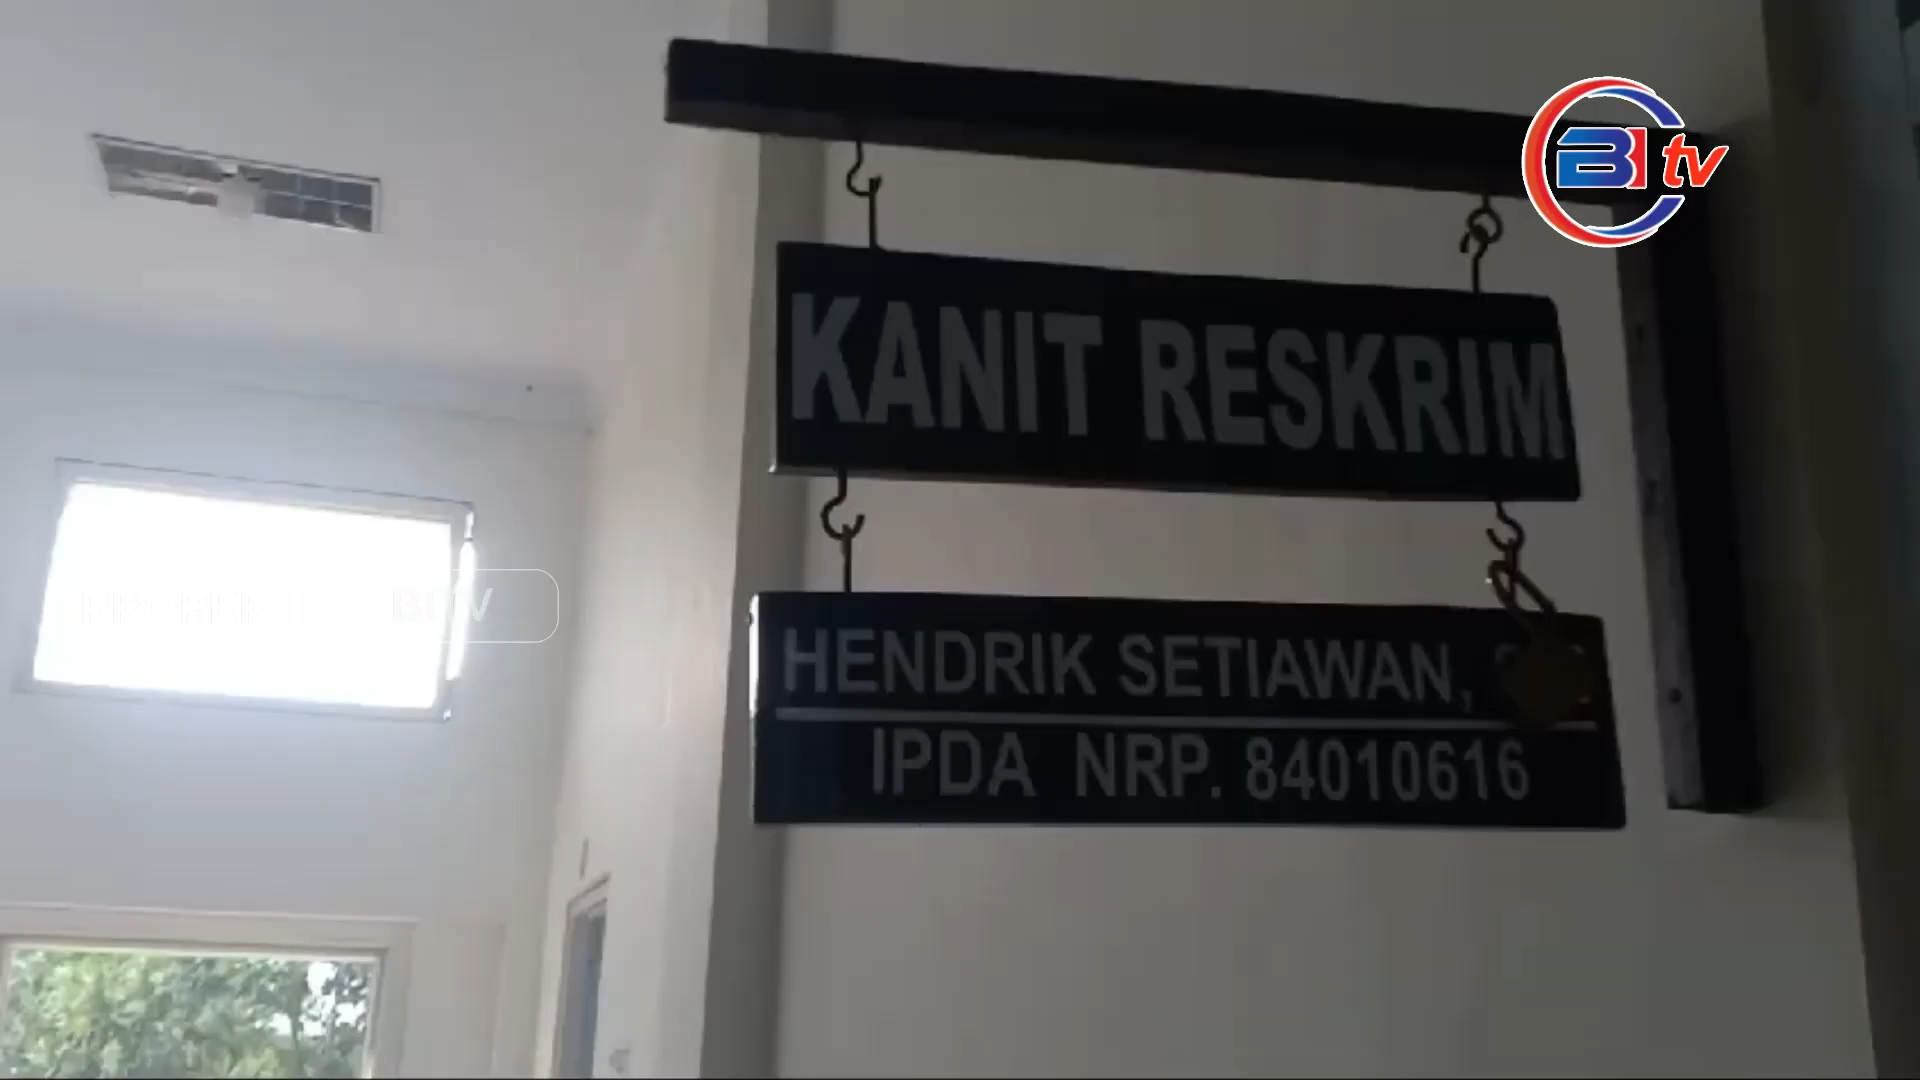 BI tv
KANIT RESKRIM
HENDRIK SETIAWAN,
IPDA NRP. 84010616